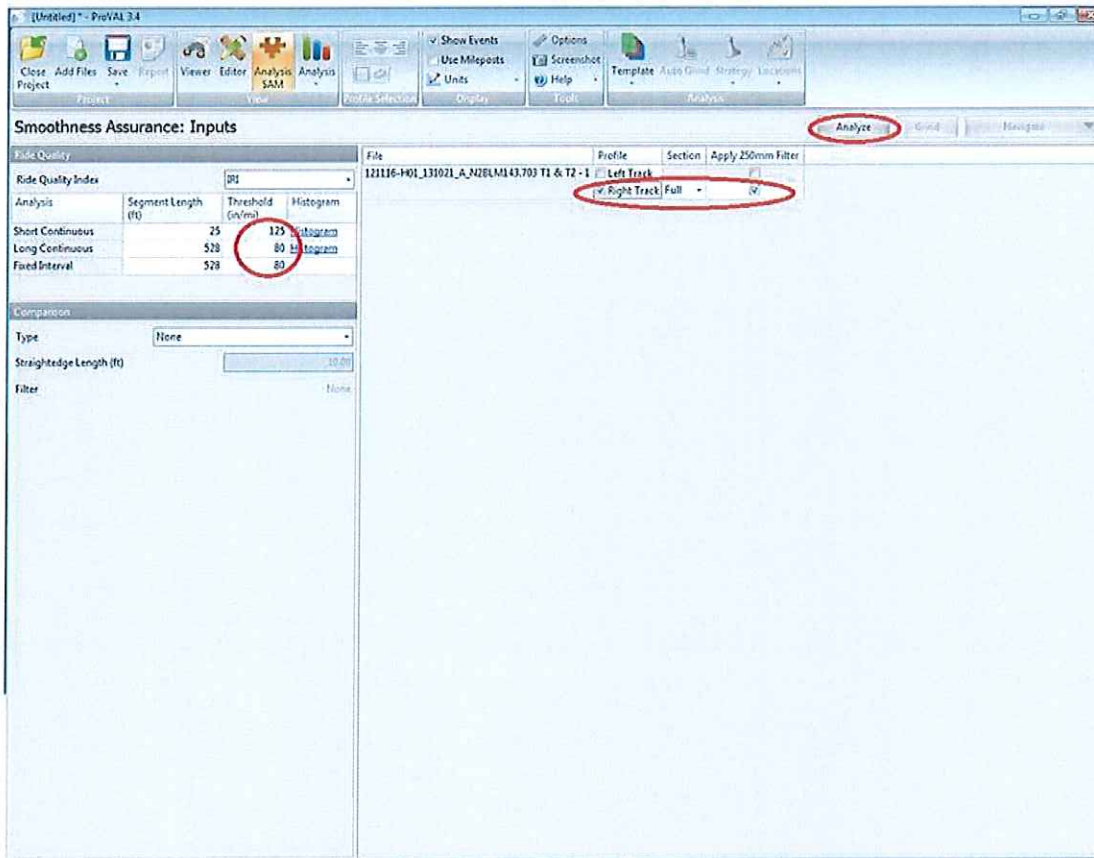 [Untitled] * - ProVAL 3.4
Close Project
Add Files
Save
Report
Viewer
Editor
Analysis SAM
Analysis
Show Events
Use Mileposts
Units
Options
Screenshot
Help
Template
Auto Grind
Strategy
Locations
Project
View
Profile Selection
Display
Tools
Analysis
Smoothness Assurance: Inputs
Analyze
Grind
Navigate
Ride Quality
Ride Quality Index IRI
Analysis Segment Length (ft) Threshold (in/mi) Histogram
Short Continuous 25 125 Histogram
Long Continuous 528 80 Histogram
Fixed Interval 528 80
Comparison
Type None
Straightedge Length (ft) 10.00
Filter None
File Profile Section Apply 250mm Filter
121116-H01_131021_A_N2BLM143.703 T1 & T2 - 1 Left Track
Right Track Full